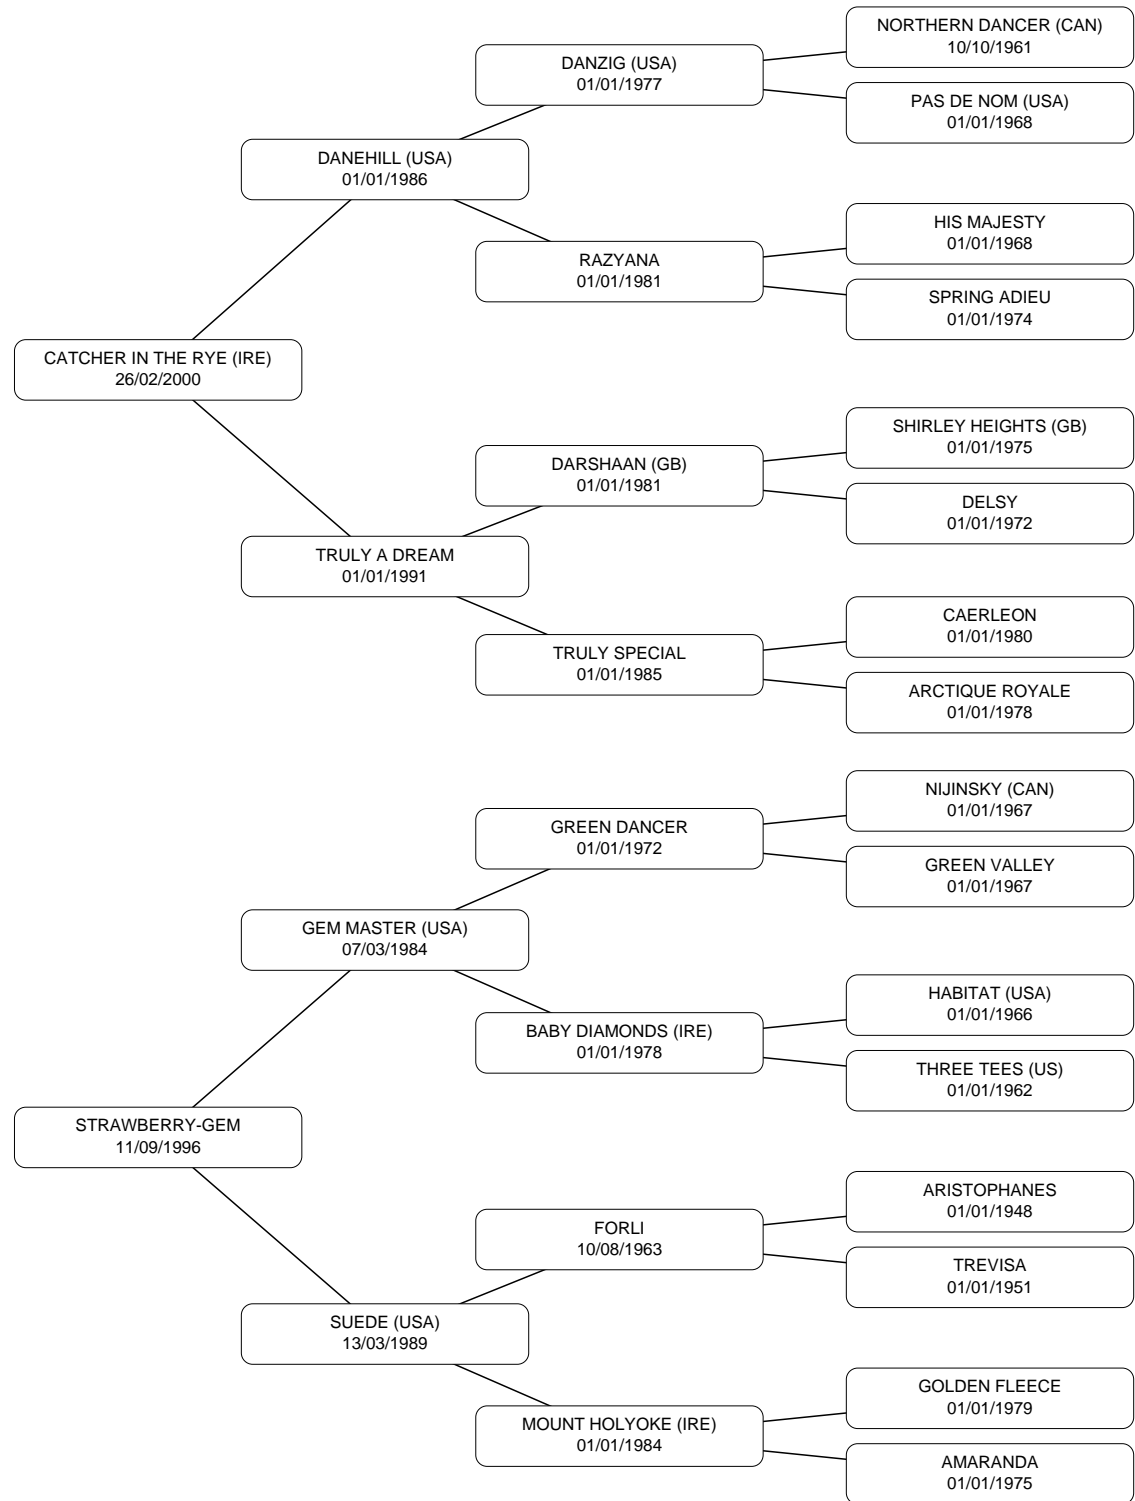 NORTHERN DANCER (CAN)
10/10/1961
DANZIG (USA)
01/01/1977
PAS DE NOM (USA)
01/01/1968
DANEHILL (USA)
01/01/1986
HIS MAJESTY
01/01/1968
RAZYANA
01/01/1981
SPRING ADIEU
01/01/1974
CATCHER IN THE RYE (IRE)
26/02/2000
SHIRLEY HEIGHTS (GB)
01/01/1975
DARSHAAN (GB)
01/01/1981
DELSY
01/01/1972
TRULY A DREAM
01/01/1991
CAERLEON
01/01/1980
TRULY SPECIAL
01/01/1985
ARCTIQUE ROYALE
01/01/1978
NIJINSKY (CAN)
01/01/1967
GREEN DANCER
01/01/1972
GREEN VALLEY
01/01/1967
GEM MASTER (USA)
07/03/1984
HABITAT (USA)
01/01/1966
BABY DIAMONDS (IRE)
01/01/1978
THREE TEES (US)
01/01/1962
STRAWBERRY-GEM
11/09/1996
ARISTOPHANES
01/01/1948
FORLI
10/08/1963
TREVISA
01/01/1951
SUEDE (USA)
13/03/1989
GOLDEN FLEECE
01/01/1979
MOUNT HOLYOKE (IRE)
01/01/1984
AMARANDA
01/01/1975